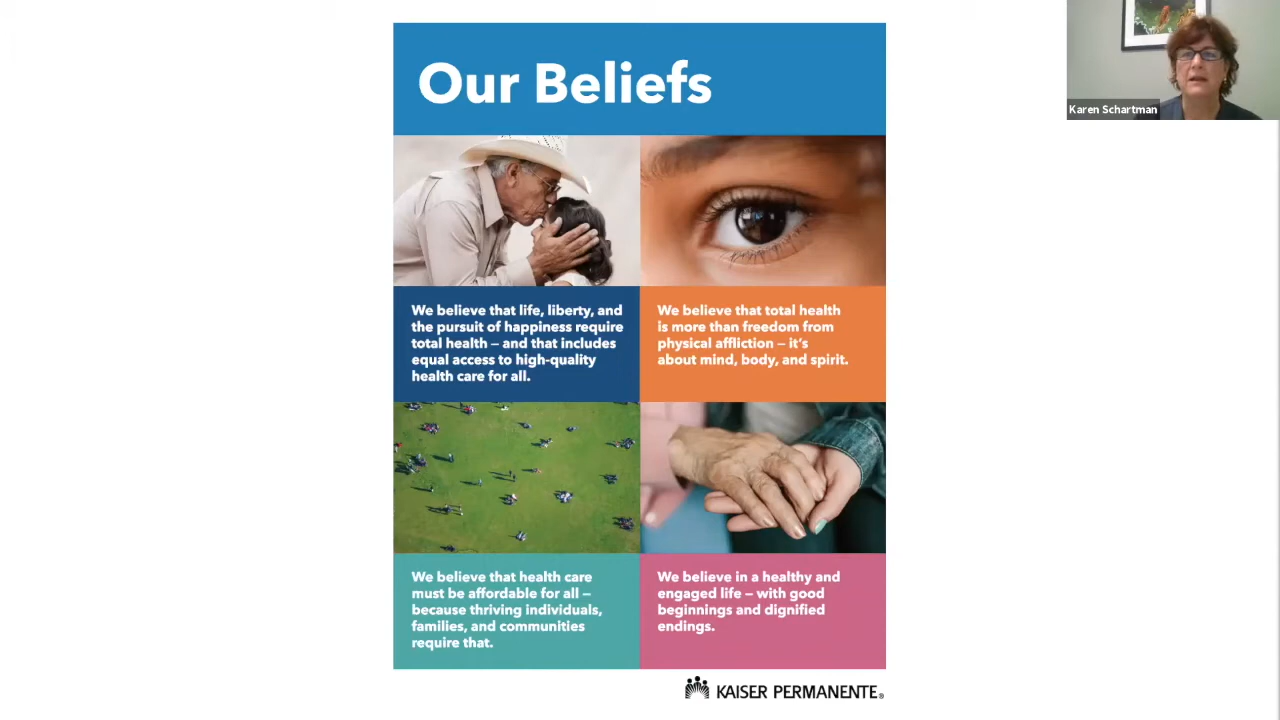 Our Beliefs
Karen Schartman
We believe that life, liberty, and
the pursuit of happiness require
total health – and that includes
equal access to high-quality
health care for all.
We believe that total health
is more than freedom from
physical affliction – it's
about mind, body, and spirit.
We believe that health care
must be affordable for all –
because thriving individuals,
families, and communities
require that.
We believe in a healthy and
engaged life – with good
beginnings and dignified
endings.
KAISER PERMANENTE®